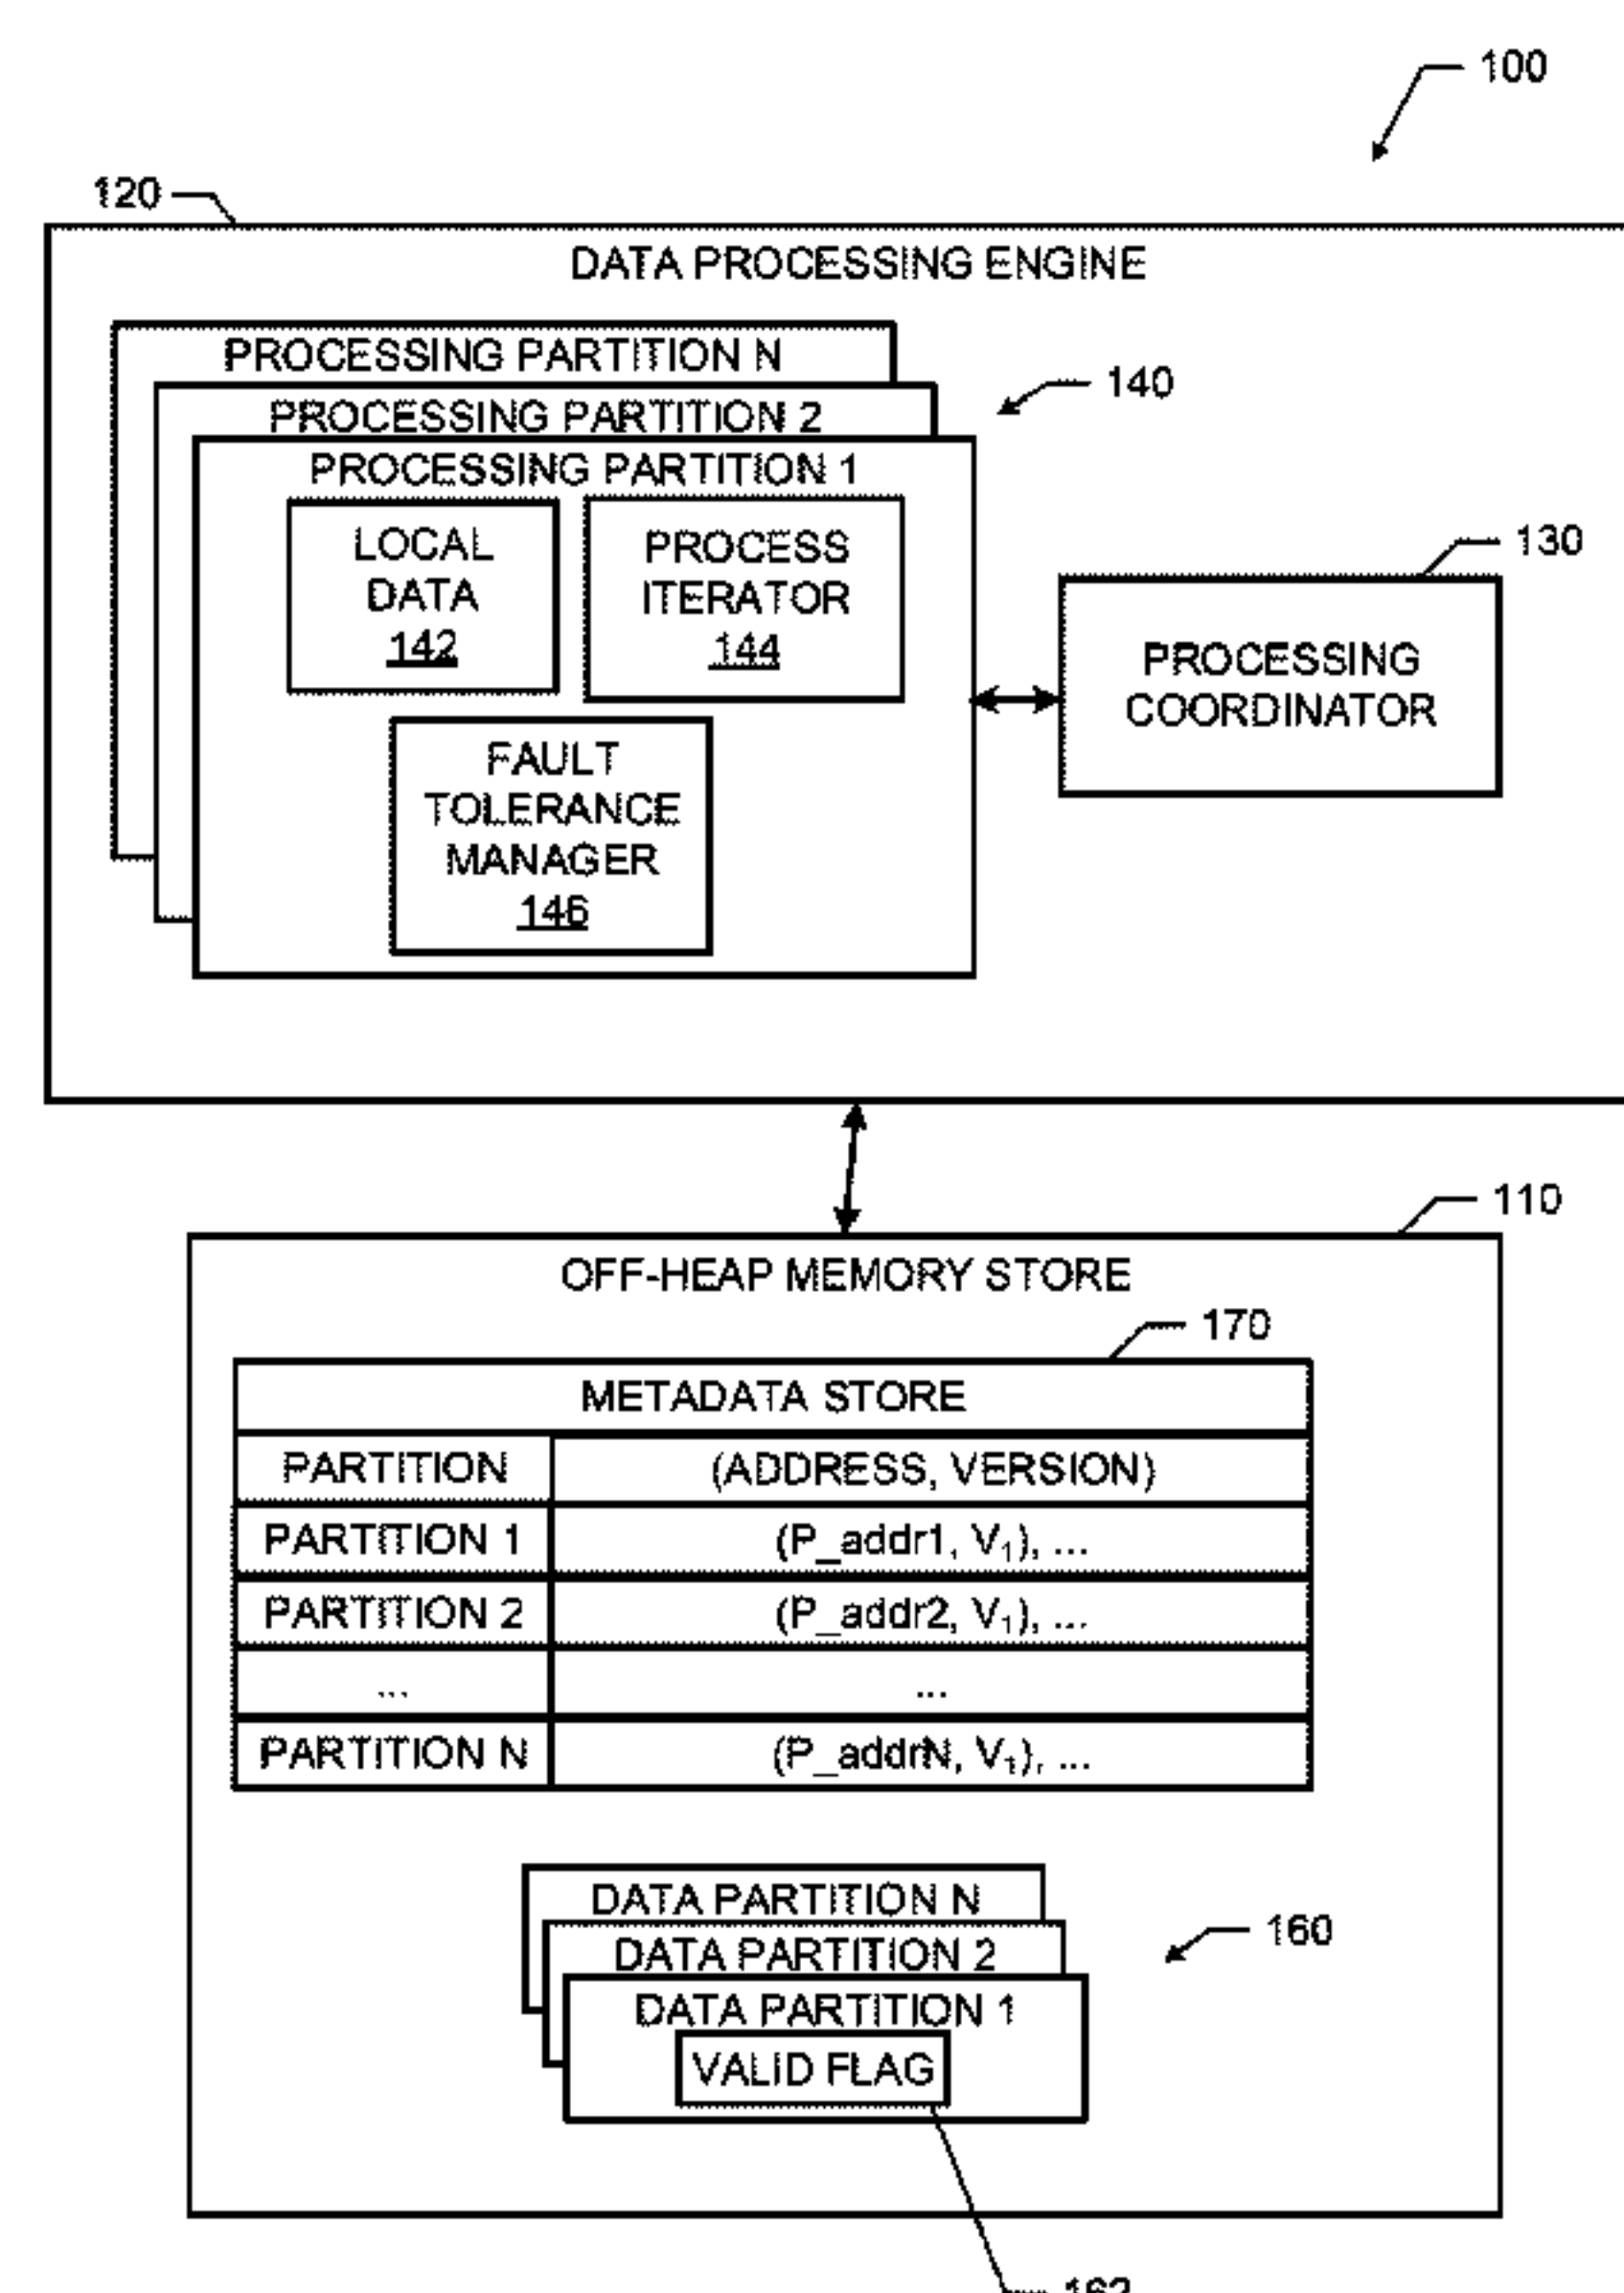 100
120
DATA PROCESSING ENGINE
PROCESSING PARTITION N
140
PROCESSING PARTITION 2
PROCESSING PARTITION 1
LOCAL
DATA
142
PROCESS
ITERATOR
144
130
PROCESSING
COORDINATOR
FAULT
TOLERANCE
MANAGER
146
110
OFF-HEAP MEMORY STORE
170
METADATA STORE
PARTITION (ADDRESS, VERSION)
PARTITION 1 (P_addr1, V₁), ...
PARTITION 2 (P_addr2, V₁), ...
... ...
PARTITION N (P_addrN, V₁), ...
DATA PARTITION N
160
DATA PARTITION 2
DATA PARTITION 1
VALID FLAG